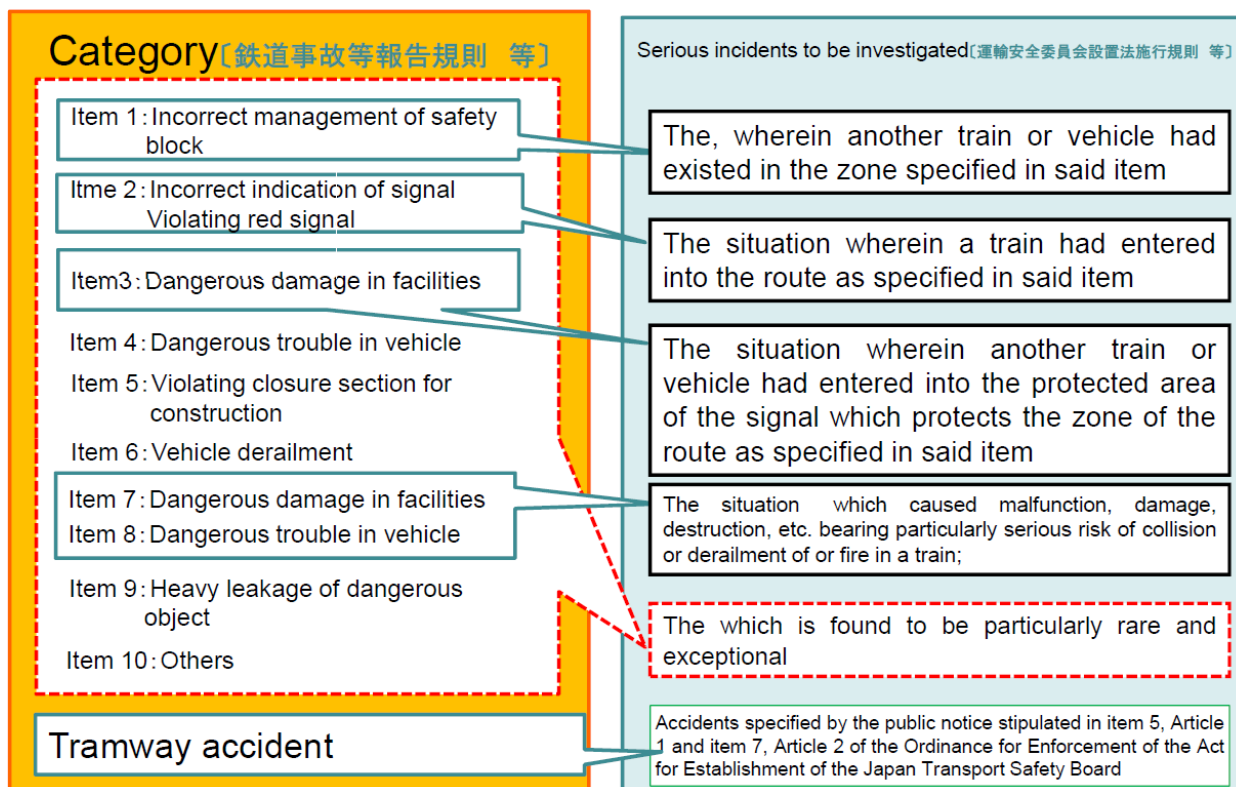 Category〔鉄道事故等報告規則 等〕
Item 1：Incorrect management of safety
block
Itme 2：Incorrect indication of signal
Violating red signal
Item3：Dangerous damage in facilities
Item 4：Dangerous trouble in vehicle
Item 5：Violating closure section for
construction
Item 6：Vehicle derailment
Item 7：Dangerous damage in facilities
Item 8：Dangerous trouble in vehicle
Item 9：Heavy leakage of dangerous
object
Item 10：Others
Tramway accident
Serious incidents to be investigated〔運輸安全委員会設置法施行規則 等〕
The, wherein another train or vehicle had
existed in the zone specified in said item
The situation wherein a train had entered
into the route as specified in said item
The situation wherein another train or
vehicle had entered into the protected area
of the signal which protects the zone of the
route as specified in said item
The situation which caused malfunction, damage,
destruction, etc. bearing particularly serious risk of collision
or derailment of or fire in a train;
The which is found to be particularly rare and
exceptional
Accidents specified by the public notice stipulated in item 5, Article
1 and item 7, Article 2 of the Ordinance for Enforcement of the Act
for Establishment of the Japan Transport Safety Board